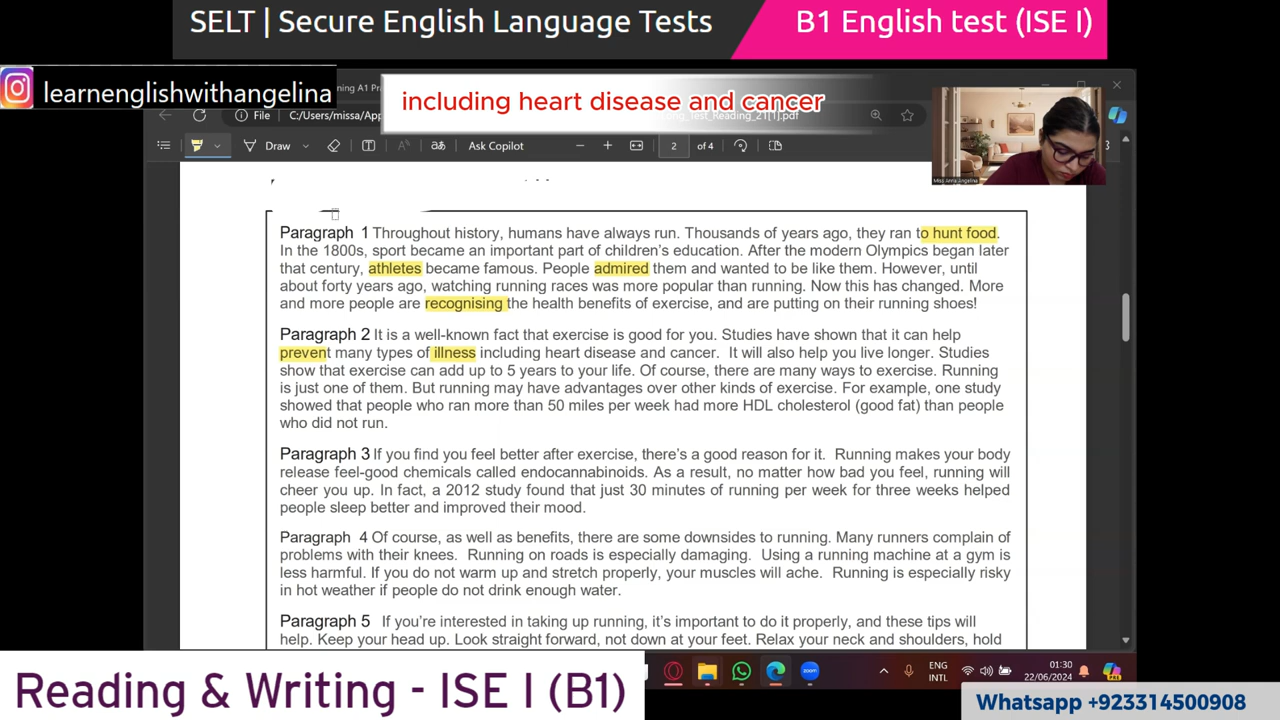 SELT | Secure English Language Tests
B1 English test (ISE I)
learnenglishwithangelina
including heart disease and cancer
File
Draw
Ask Copilot
2 of 4
Miss Anna Angelina
Paragraph 1 Throughout history, humans have always run. Thousands of years ago, they ran to hunt food.
In the 1800s, sport became an important part of children's education. After the modern Olympics began later
that century, athletes became famous. People admired them and wanted to be like them. However, until
about forty years ago, watching running races was more popular than running. Now this has changed. More
and more people are recognising the health benefits of exercise, and are putting on their running shoes!
Paragraph 2 It is a well-known fact that exercise is good for you. Studies have shown that it can help
prevent many types of illness including heart disease and cancer. It will also help you live longer. Studies
show that exercise can add up to 5 years to your life. Of course, there are many ways to exercise. Running
is just one of them. But running may have advantages over other kinds of exercise. For example, one study
showed that people who ran more than 50 miles per week had more HDL cholesterol (good fat) than people
who did not run.
Paragraph 3 If you find you feel better after exercise, there's a good reason for it. Running makes your body
release feel-good chemicals called endocannabinoids. As a result, no matter how bad you feel, running will
cheer you up. In fact, a 2012 study found that just 30 minutes of running per week for three weeks helped
people sleep better and improved their mood.
Paragraph 4 Of course, as well as benefits, there are some downsides to running. Many runners complain of
problems with their knees. Running on roads is especially damaging. Using a running machine at a gym is
less harmful. If you do not warm up and stretch properly, your muscles will ache. Running is especially risky
in hot weather if people do not drink enough water.
Paragraph 5 If you're interested in taking up running, it's important to do it properly, and these tips will
help. Keep your head up. Look straight forward, not down at your feet. Relax your neck and shoulders, hold
zoom
ENG
INTL
01:30
22/06/2024
Reading & Writing - ISE I (B1)
Whatsapp +923314500908